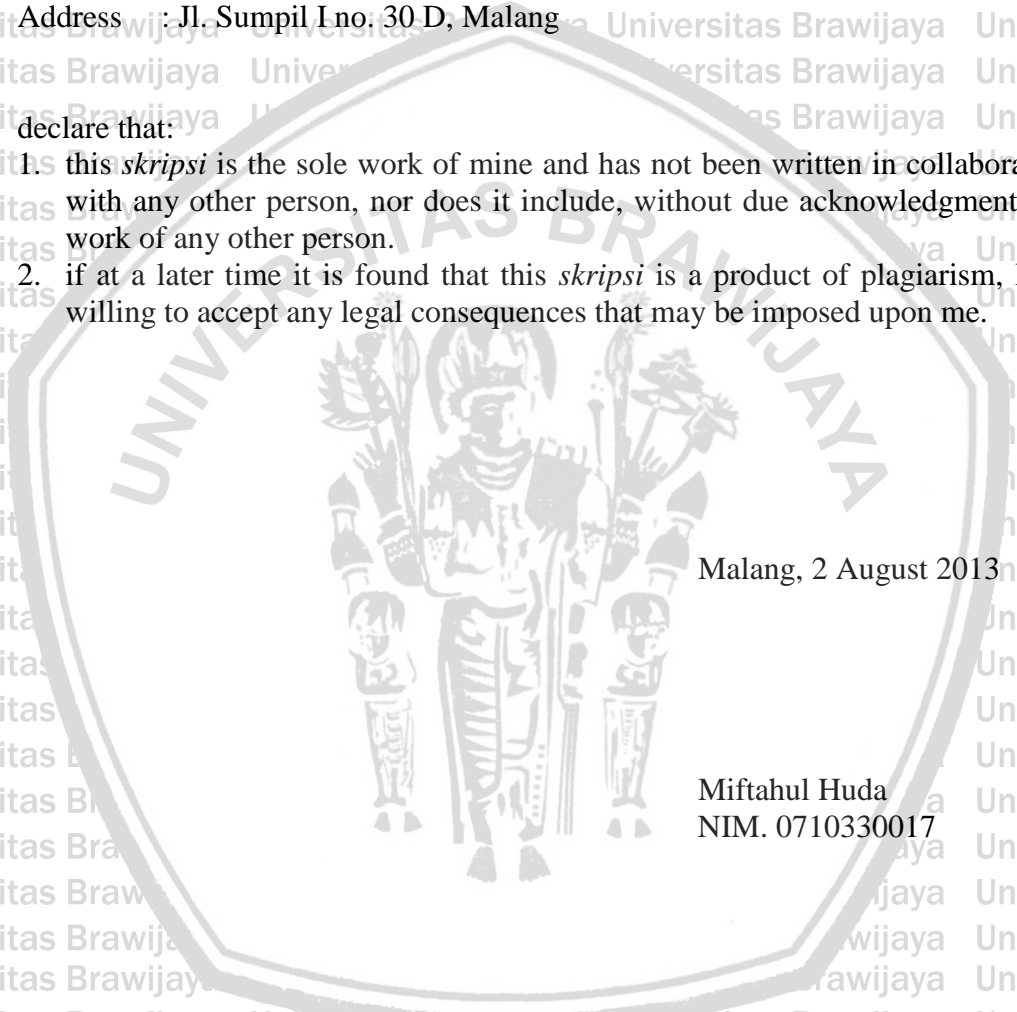 Address : Jl. Sumpil I no. 30 D, Malang
declare that:
1. this skripsi is the sole work of mine and has not been written in collabora
with any other person, nor does it include, without due acknowledgment
work of any other person.
2. if at a later time it is found that this skripsi is a product of plagiarism,
willing to accept any legal consequences that may be imposed upon me.
UNIVERSITAS BRAWIJAYA
Malang, 2 August 2013
Miftahul Huda
NIM. 0710330017